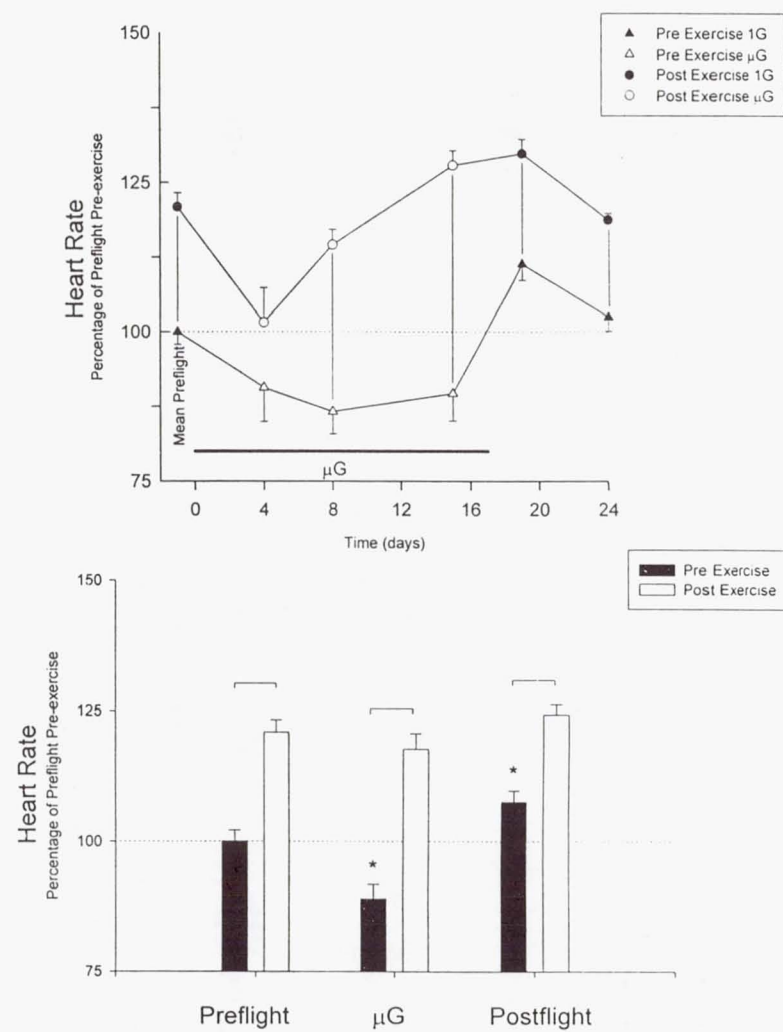 150
125
100
75
Heart Rate
Percentage of Preflight Pre-exercise
Mean Preflight
μG
0 4 8 12 16 20 24
Time (days)
▲ Pre Exercise 1G
△ Pre Exercise μG
● Post Exercise 1G
○ Post Exercise μG
150
125
100
75
Heart Rate
Percentage of Preflight Pre-exercise
Pre Exercise
Post Exercise
*
*
Preflight μG Postflight